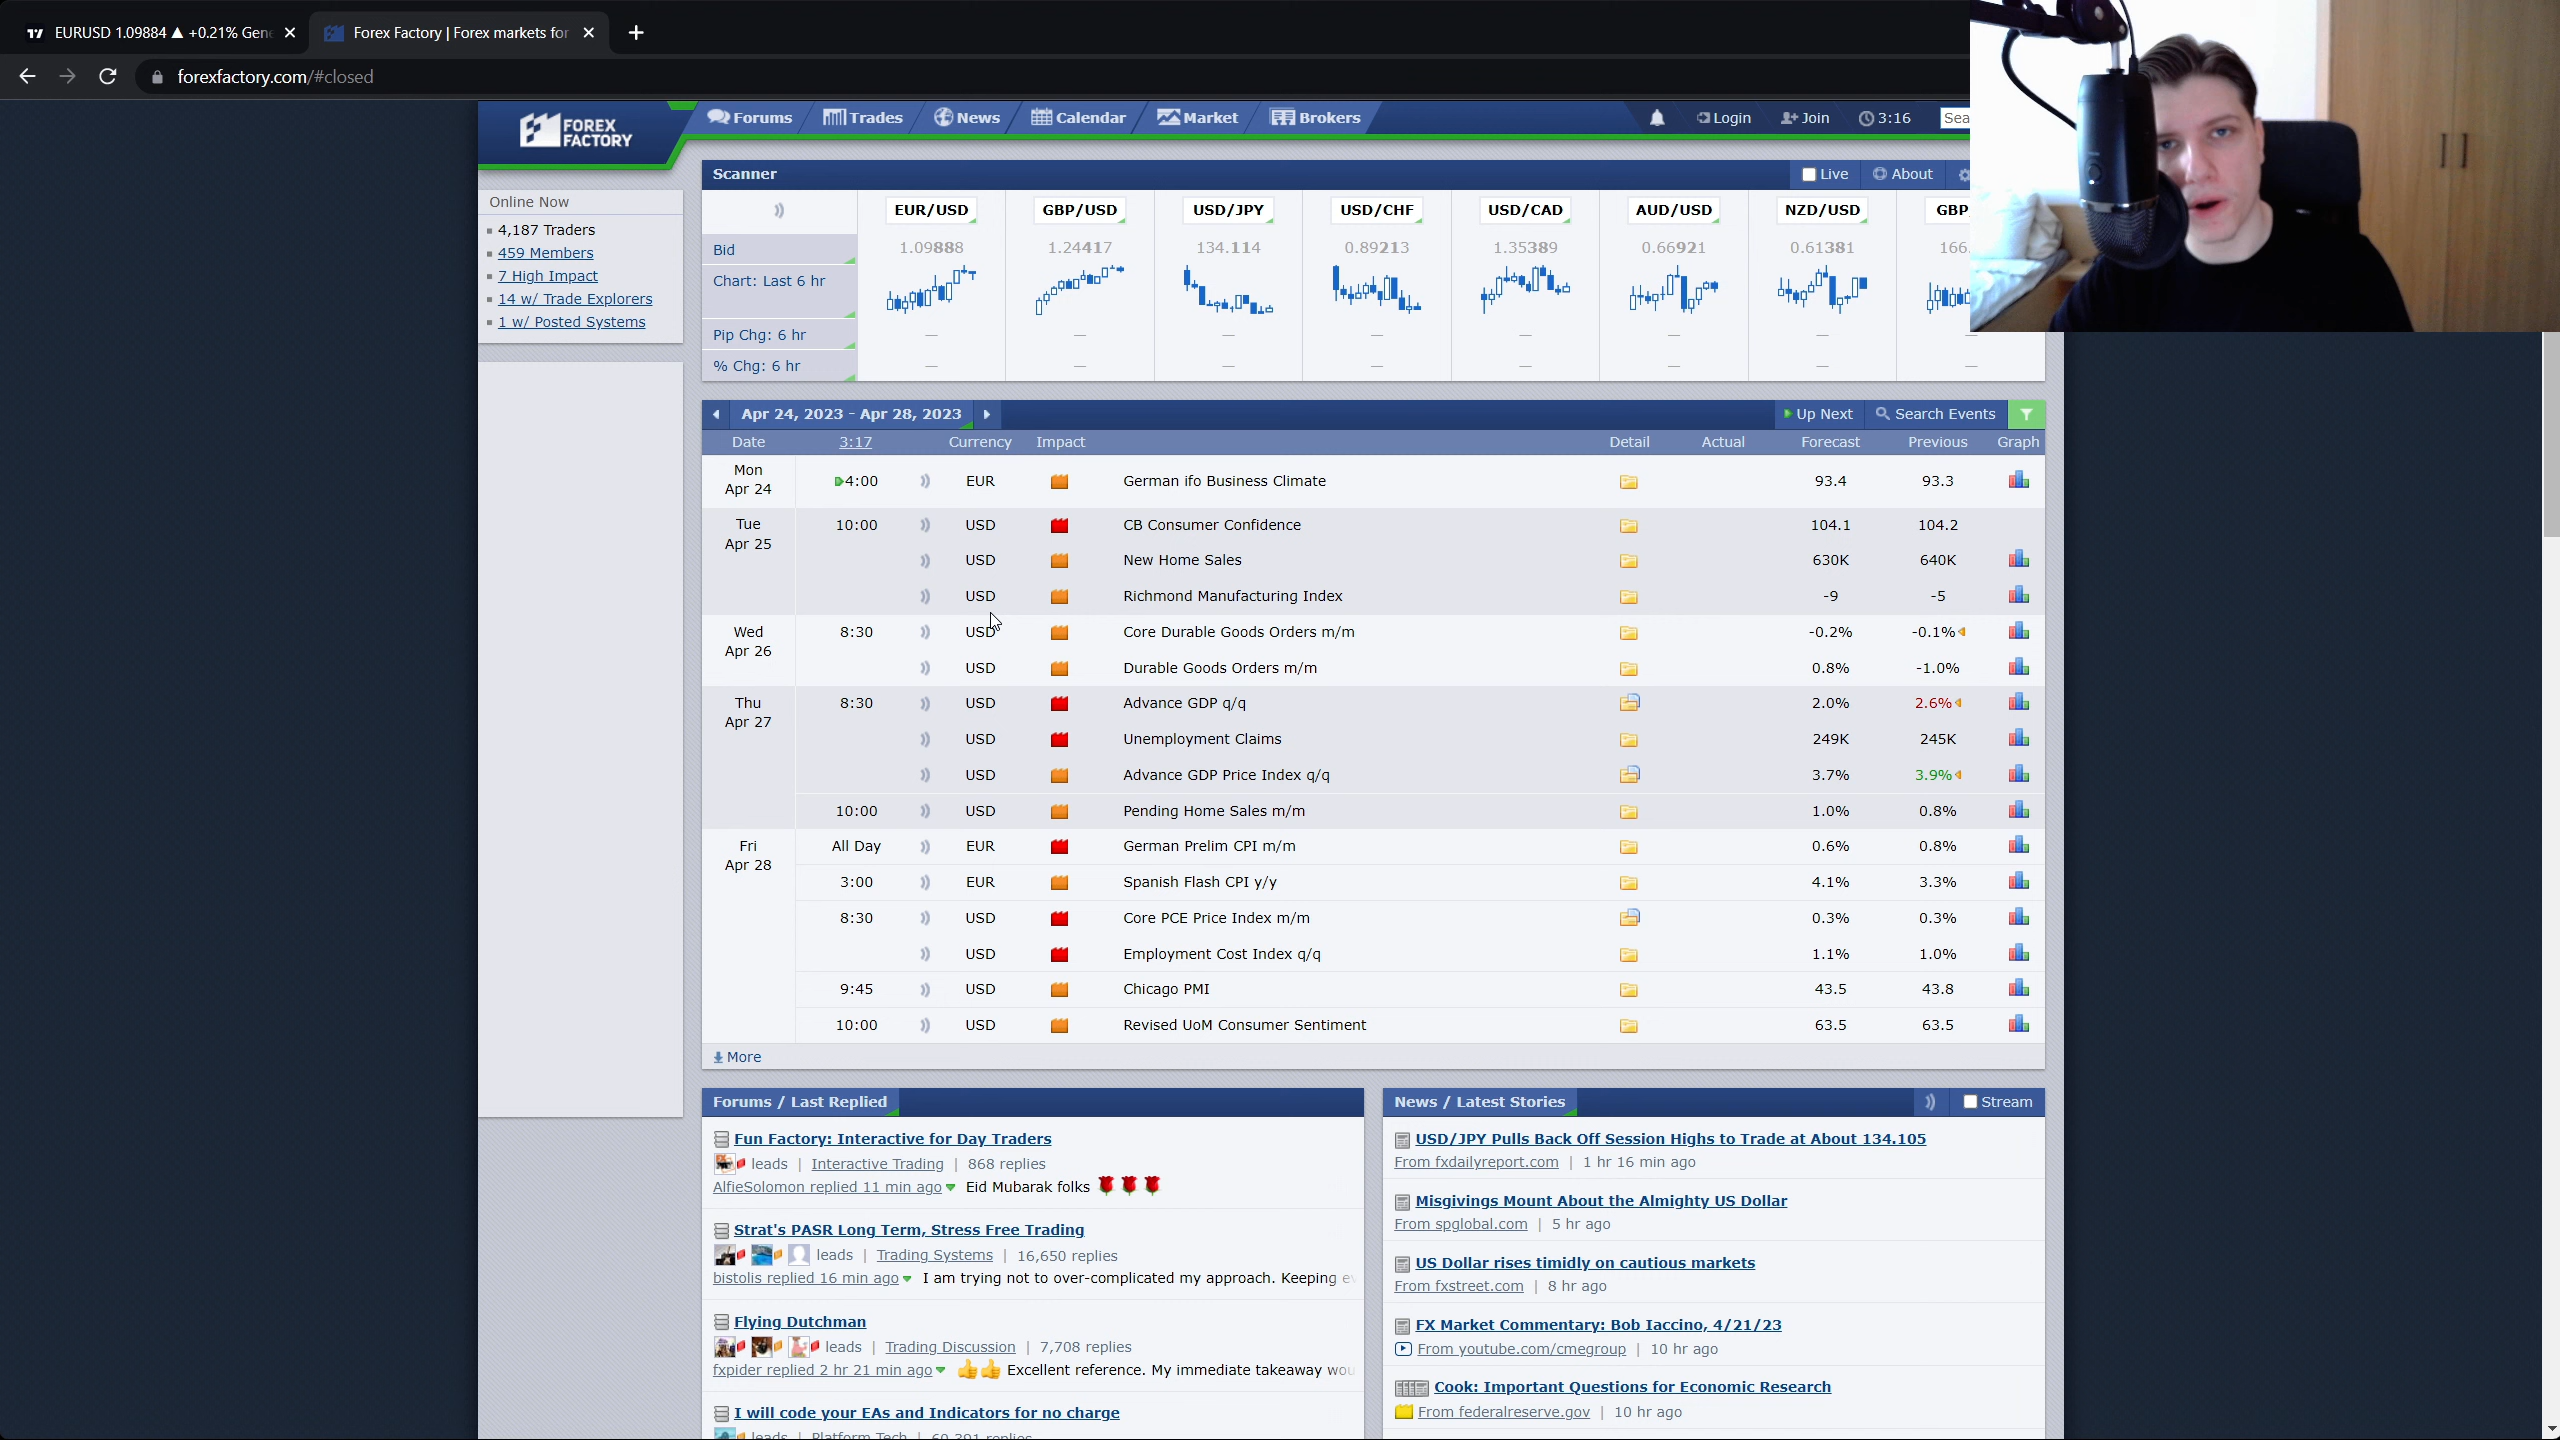 EURUSD 1.09884 ▲ +0.21%
Forex Factory | Forex markets for
forexfactory.com/#closed
FOREX FACTORY
Forums
Trades
News
Calendar
Market
Brokers
Login
Join
3:16
Sea
Online Now
4,187 Traders
459 Members
7 High Impact
14 w/ Trade Explorers
1 w/ Posted Systems
Scanner
Live
About
EUR/USD GBP/USD USD/JPY USD/CHF USD/CAD AUD/USD NZD/USD GBP
Bid 1.09888 1.24417 134.114 0.89213 1.35389 0.66921 0.61381 166.
Chart: Last 6 hr
Pip Chg: 6 hr — — — — — — — —
% Chg: 6 hr — — — — — — — —
Apr 24, 2023 - Apr 28, 2023
Up Next
Search Events
Date 3:17 Currency Impact Detail Actual Forecast Previous Graph
Mon Apr 24 4:00 EUR German ifo Business Climate 93.4 93.3
Tue Apr 25 10:00 USD CB Consumer Confidence 104.1 104.2
USD New Home Sales 630K 640K
USD Richmond Manufacturing Index -9 -5
Wed Apr 26 8:30 USD Core Durable Goods Orders m/m -0.2% -0.1%
USD Durable Goods Orders m/m 0.8% -1.0%
Thu Apr 27 8:30 USD Advance GDP q/q 2.0% 2.6%
USD Unemployment Claims 249K 245K
USD Advance GDP Price Index q/q 3.7% 3.9%
10:00 USD Pending Home Sales m/m 1.0% 0.8%
Fri Apr 28 All Day EUR German Prelim CPI m/m 0.6% 0.8%
3:00 EUR Spanish Flash CPI y/y 4.1% 3.3%
8:30 USD Core PCE Price Index m/m 0.3% 0.3%
USD Employment Cost Index q/q 1.1% 1.0%
9:45 USD Chicago PMI 43.5 43.8
10:00 USD Revised UoM Consumer Sentiment 63.5 63.5
More
Forums / Last Replied
Fun Factory: Interactive for Day Traders
leads | Interactive Trading | 868 replies
AlfieSolomon replied 11 min ago Eid Mubarak folks 🌹🌹🌹
Strat's PASR Long Term, Stress Free Trading
leads | Trading Systems | 16,650 replies
bistolis replied 16 min ago I am trying not to over-complicated my approach. Keeping
Flying Dutchman
leads | Trading Discussion | 7,708 replies
fxpider replied 2 hr 21 min ago 👍👍 Excellent reference. My immediate takeaway
I will code your EAs and Indicators for no charge
leads | Platform Tech | 60,391 replies
News / Latest Stories
Stream
USD/JPY Pulls Back Off Session Highs to Trade at About 134.105
From fxdailyreport.com | 1 hr 16 min ago
Misgivings Mount About the Almighty US Dollar
From spglobal.com | 5 hr ago
US Dollar rises timidly on cautious markets
From fxstreet.com | 8 hr ago
FX Market Commentary: Bob Iaccino, 4/21/23
From youtube.com/cmegroup | 10 hr ago
Cook: Important Questions for Economic Research
From federalreserve.gov | 10 hr ago